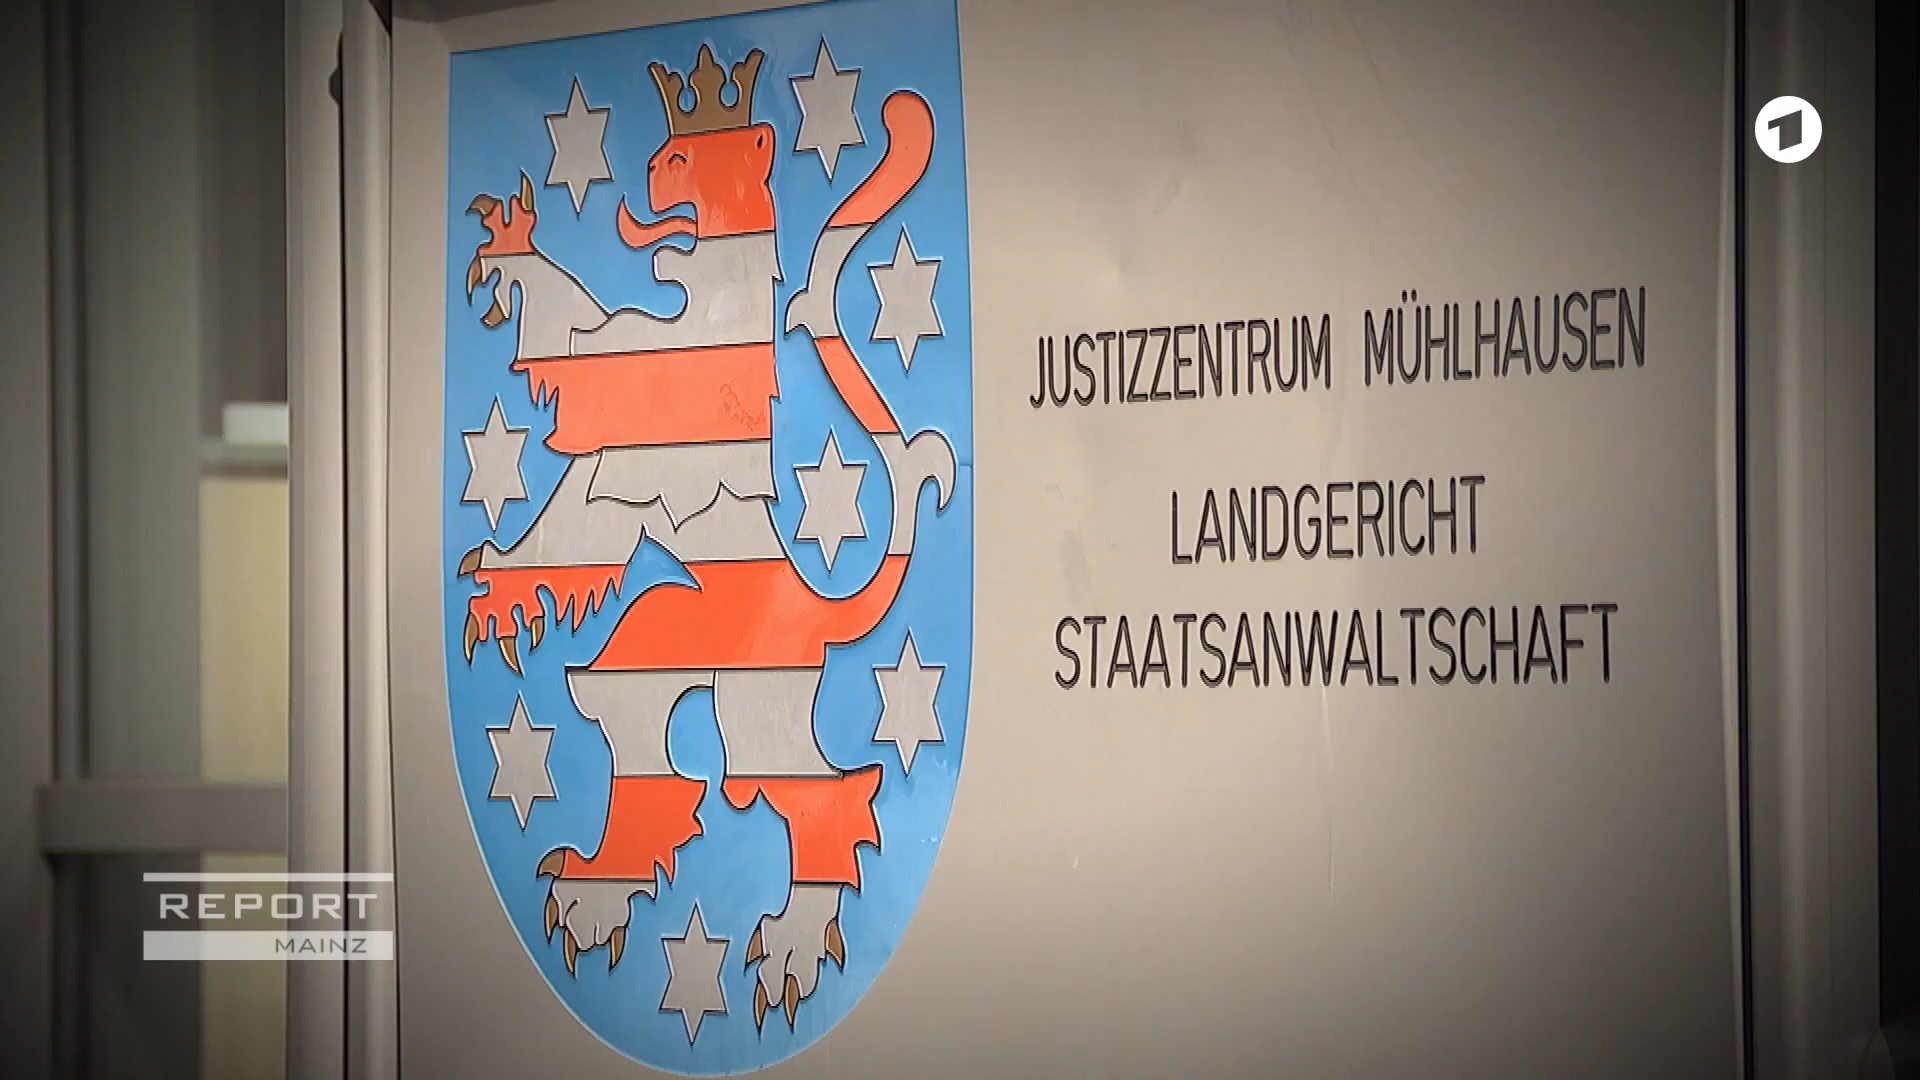 JUSTIZZENTRUM MÜHLHAUSEN
LANDGERICHT
STAATSANWALTSCHAFT
REPORT
MAINZ
1